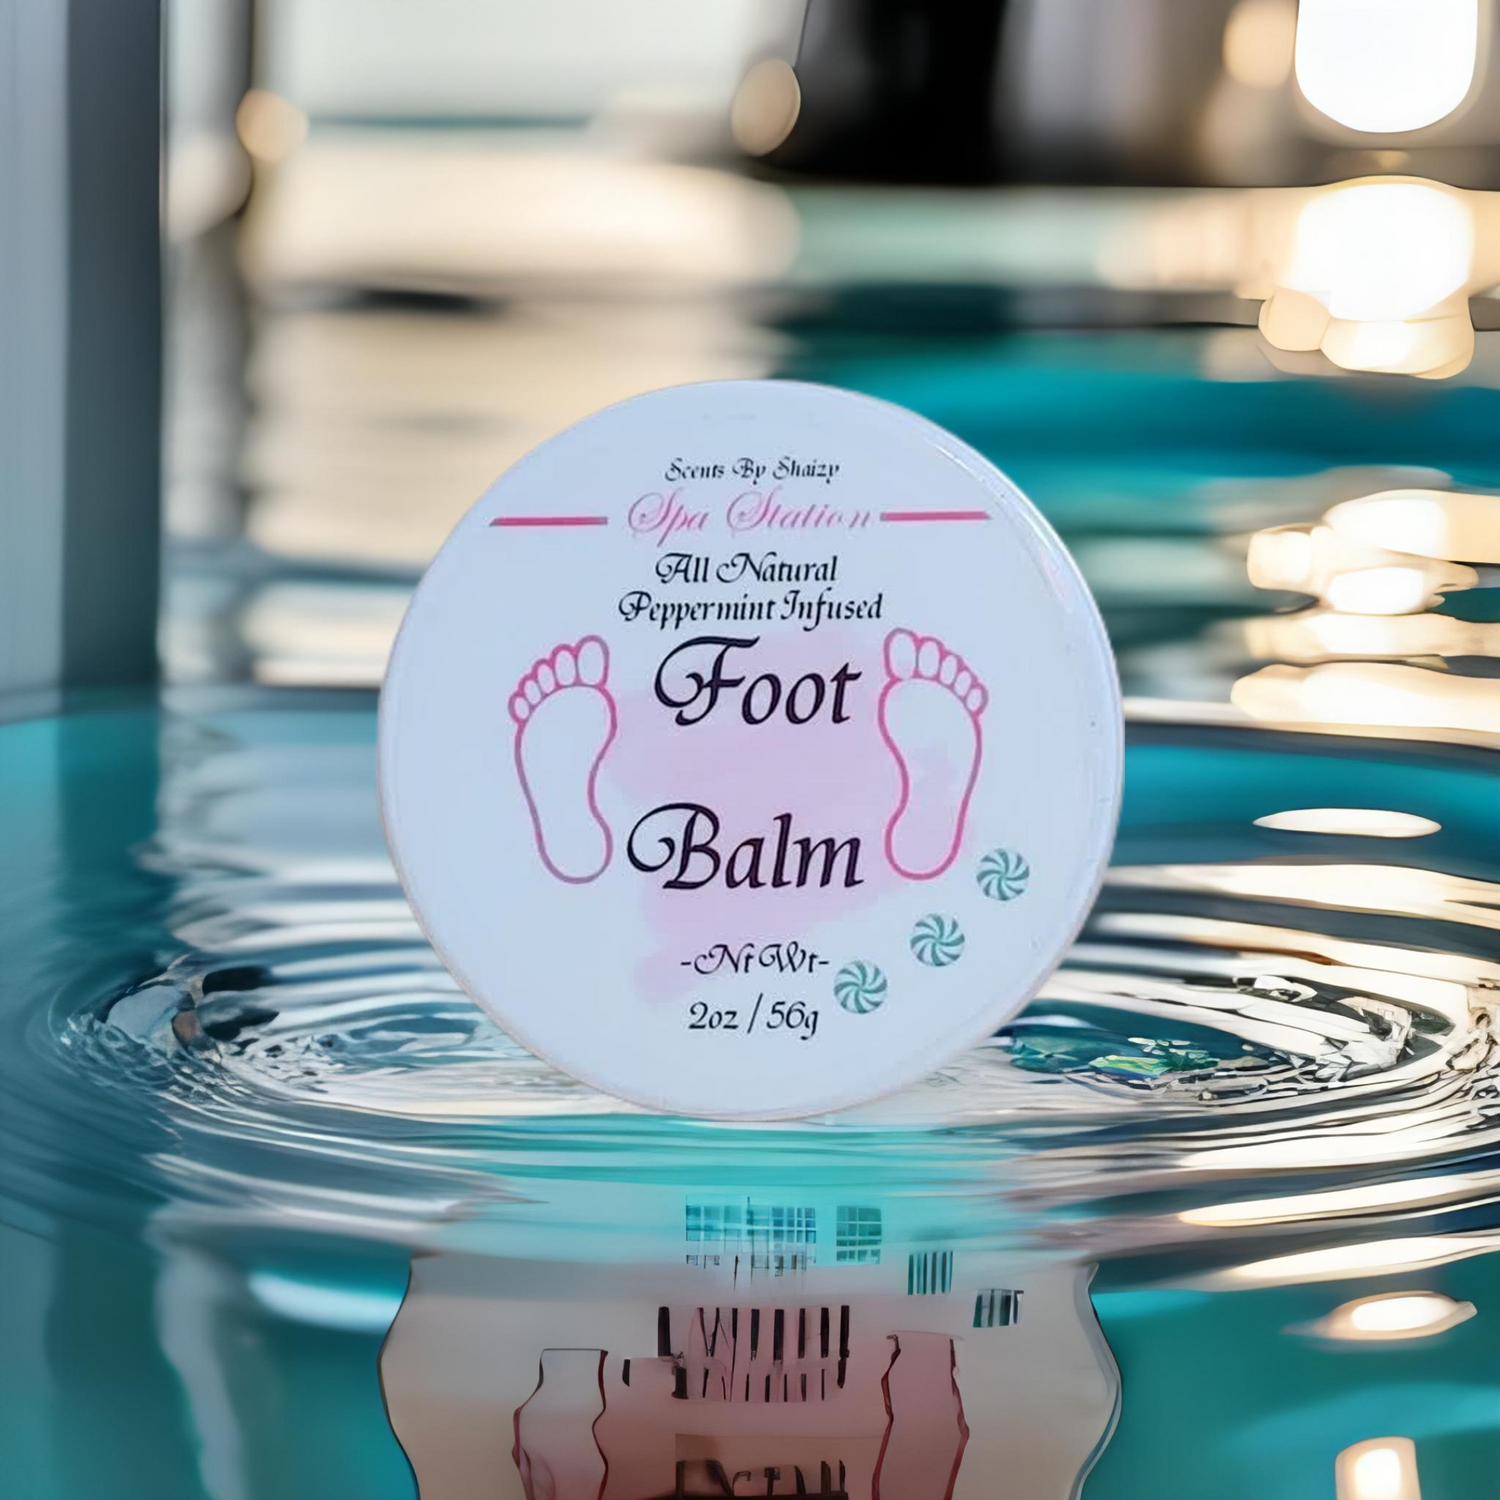 Scents By Shaizy
Spa Station
All Natural
Peppermint Infused
Foot
Balm
-Nt Wt-
2oz / 56g